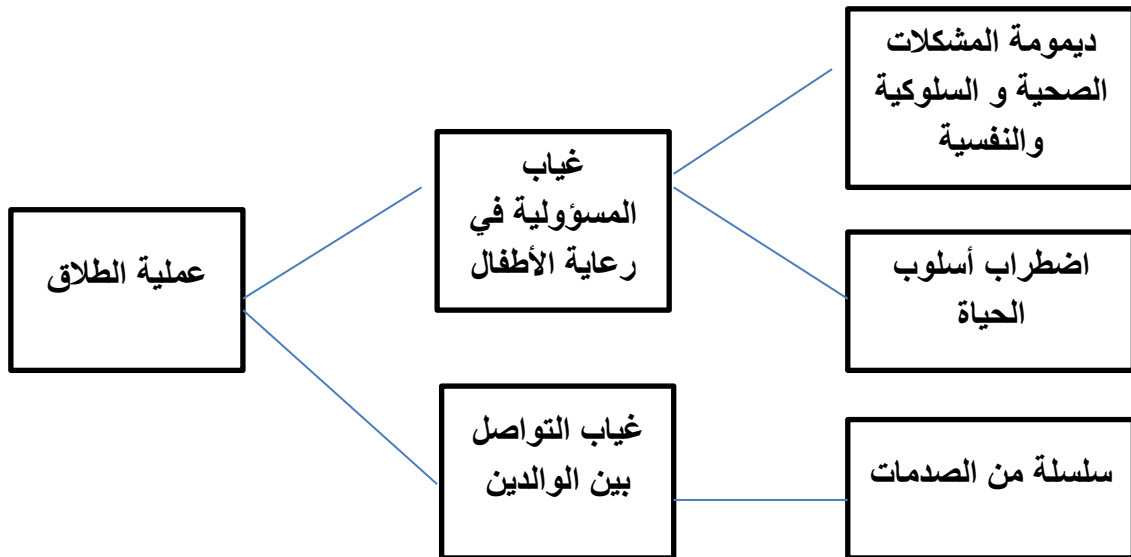 ديمومة المشكلات
الصحية و السلوكية
والنفسية
غياب
المسؤولية في
رعاية الأطفال
عملية الطلاق
اضطراب أسلوب
الحياة
غياب التواصل
بين الوالدين
سلسلة من الصدمات